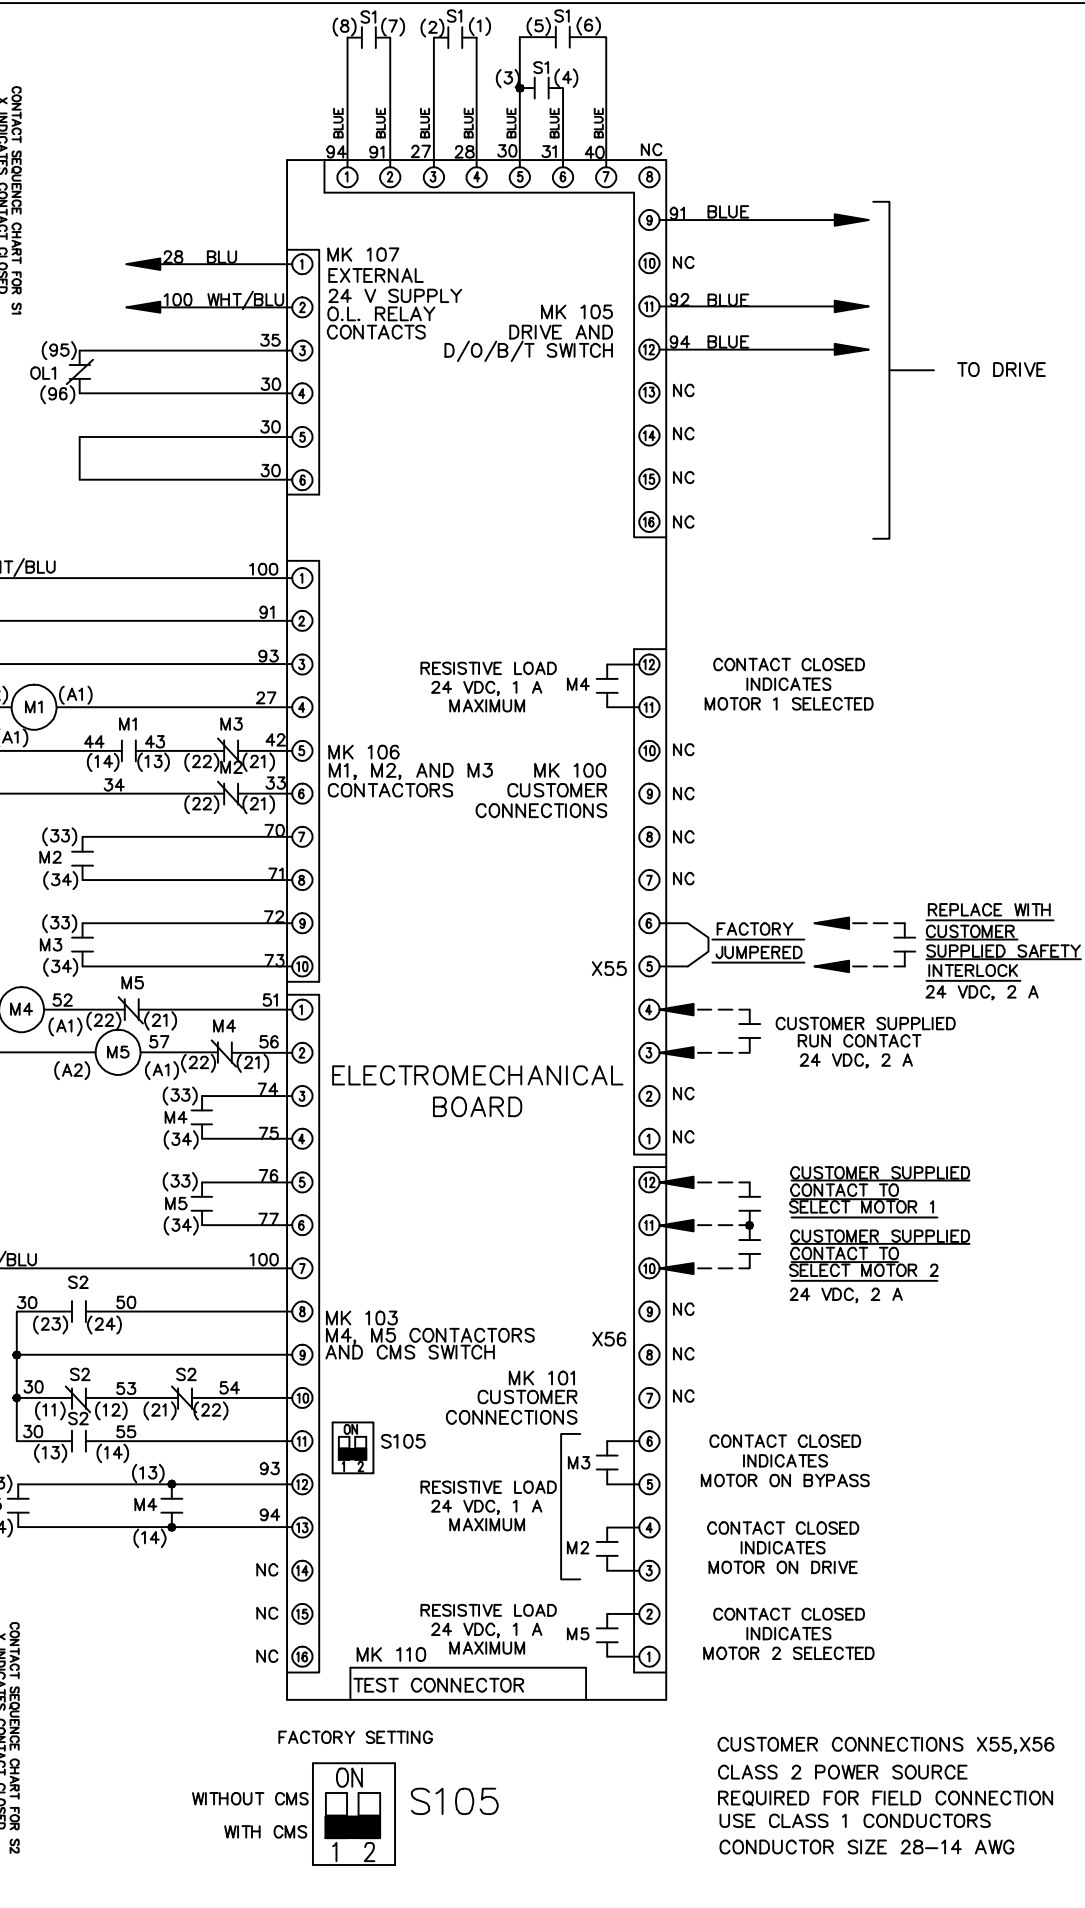 (8) S1 (7) (2) S1 (1) (5) S1 (6)
(3) S1 (4)
BLUE BLUE BLUE BLUE BLUE BLUE BLUE
94 91 27 28 30 31 40 NC
1 2 3 4 5 6 7 8
CONTACT SEQUENCE CHART FOR S1
X INDICATES CONTACT CLOSED
9 91 BLUE
10 NC
11 92 BLUE
12 94 BLUE
13 NC
14 NC
15 NC
16 NC
TO DRIVE
MK 105
DRIVE AND
D/O/B/T SWITCH
28 BLU 1
100 WHT/BLU 2
(95) 35 3
OL1
(96) 30 4
30 5
30 6
MK 107
EXTERNAL
24 V SUPPLY
O.L. RELAY
CONTACTS
IT/BLU 100 1
91 2
93 3
M1 (A1) 27 4
A1)
44 M1 43 M3 42 5
(14) (13) (22) (21)
34 M2 33 6
(22) (21)
(33) 70 7
M2
(34) 71 8
(33) 72 9
M3
(34) 73 10
MK 106
M1, M2, AND M3
CONTACTORS
RESISTIVE LOAD
24 VDC, 1 A
MAXIMUM
M4
12
11
CONTACT CLOSED
INDICATES
MOTOR 1 SELECTED
MK 100
CUSTOMER
CONNECTIONS
10 NC
9 NC
8 NC
7 NC
6
X55 5
FACTORY
JUMPERED
REPLACE WITH
CUSTOMER
SUPPLIED SAFETY
INTERLOCK
24 VDC, 2 A
4
3
CUSTOMER SUPPLIED
RUN CONTACT
24 VDC, 2 A
2 NC
1 NC
M4 52 M5 51 1
(A1) (22) (21)
M5 57 M4 56 2
(A2) (A1) (22) (21)
ELECTROMECHANICAL
BOARD
(33) 74 3
M4
(34) 75 4
(33) 76 5
M5
(34) 77 6
/BLU 100 7
S2
30 50 8
(23) (24)
9
S2 S2
30 53 54 10
(11) (12) (21) (22)
S2
30 55 11
(13) (14)
(13) 93 12
M4
(14) 94 13
NC 14
NC 15
NC 16
MK 103
M4, M5 CONTACTORS
AND CMS SWITCH
ON
1 2
S105
12
11
10
CUSTOMER SUPPLIED
CONTACT TO
SELECT MOTOR 1
CUSTOMER SUPPLIED
CONTACT TO
SELECT MOTOR 2
24 VDC, 2 A
9 NC
X56 8 NC
7 NC
MK 101
CUSTOMER
CONNECTIONS
M3 6
5
CONTACT CLOSED
INDICATES
MOTOR ON BYPASS
RESISTIVE LOAD
24 VDC, 1 A
MAXIMUM
M2 4
3
CONTACT CLOSED
INDICATES
MOTOR ON DRIVE
RESISTIVE LOAD
24 VDC, 1 A
MAXIMUM
M5 2
1
CONTACT CLOSED
INDICATES
MOTOR 2 SELECTED
MK 110
TEST CONNECTOR
CONTACT SEQUENCE CHART FOR S2
X INDICATES CONTACT CLOSED
FACTORY SETTING
WITHOUT CMS
WITH CMS
ON
1 2
S105
CUSTOMER CONNECTIONS X55,X56
CLASS 2 POWER SOURCE
REQUIRED FOR FIELD CONNECTION
USE CLASS 1 CONDUCTORS
CONDUCTOR SIZE 28–14 AWG